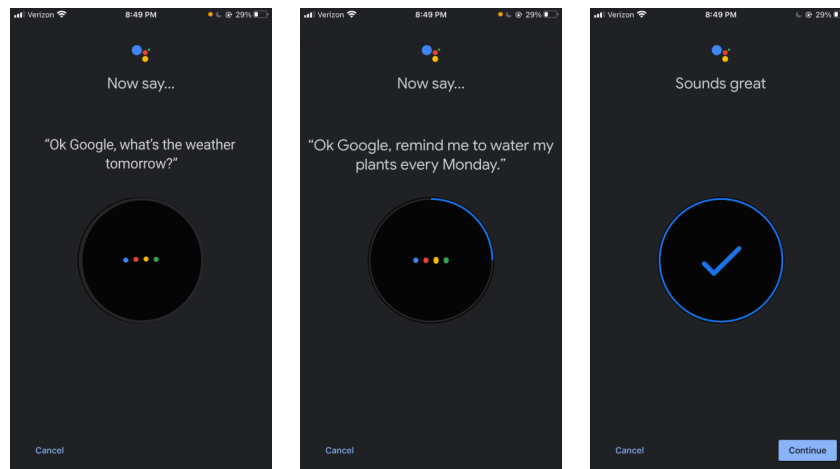 Verizon 8:49 PM 29%
Now say...
“Ok Google, what’s the weather
tomorrow?”
Cancel
Verizon 8:49 PM 29%
Now say...
“Ok Google, remind me to water my
plants every Monday.”
Cancel
Verizon 8:49 PM 29%
Sounds great
Cancel Continue